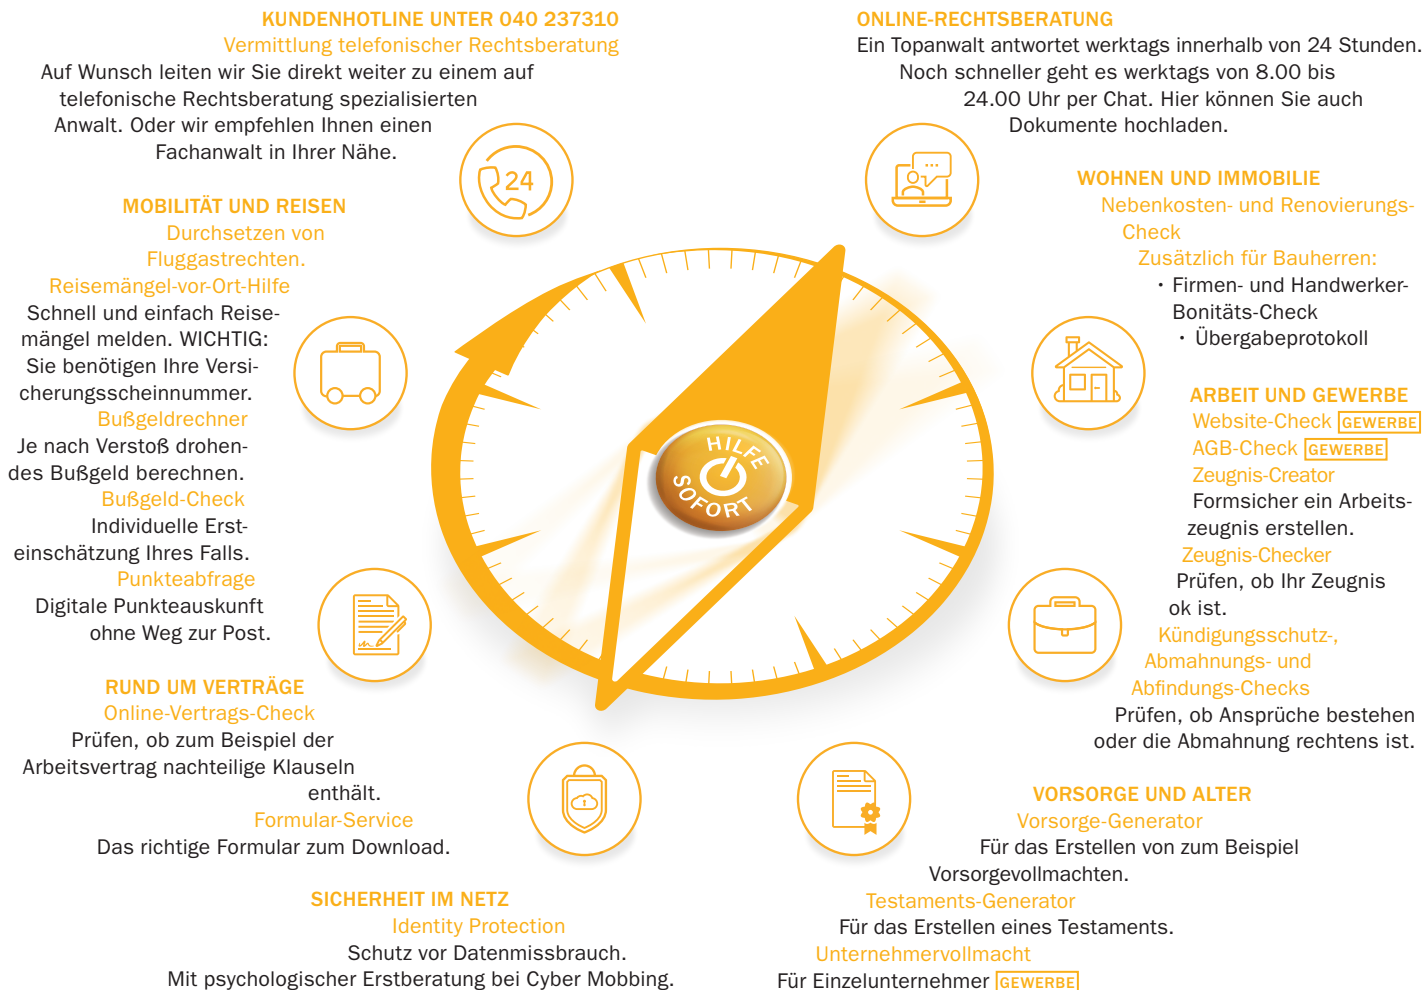 KUNDENHOTLINE UNTER 040 237310
Vermittlung telefonischer Rechtsberatung
Auf Wunsch leiten wir Sie direkt weiter zu einem auf
telefonische Rechtsberatung spezialisierten
Anwalt. Oder wir empfehlen Ihnen einen
Fachanwalt in Ihrer Nähe.
24
MOBILITÄT UND REISEN
Durchsetzen von
Fluggastrechten.
Reisemängel-vor-Ort-Hilfe
Schnell und einfach Reise-
mängel melden. WICHTIG:
Sie benötigen Ihre Versi-
cherungsscheinnummer.
Bußgeldrechner
Je nach Verstoß drohen-
des Bußgeld berechnen.
Bußgeld-Check
Individuelle Erst-
einschätzung Ihres Falls.
Punkteabfrage
Digitale Punkteauskunft
ohne Weg zur Post.
RUND UM VERTRÄGE
Online-Vertrags-Check
Prüfen, ob zum Beispiel der
Arbeitsvertrag nachteilige Klauseln
enthält.
Formular-Service
Das richtige Formular zum Download.
SICHERHEIT IM NETZ
Identity Protection
Schutz vor Datenmissbrauch.
Mit psychologischer Erstberatung bei Cyber Mobbing.
HILFE
SOFORT
ONLINE-RECHTSBERATUNG
Ein Topanwalt antwortet werktags innerhalb von 24 Stunden.
Noch schneller geht es werktags von 8.00 bis
24.00 Uhr per Chat. Hier können Sie auch
Dokumente hochladen.
WOHNEN UND IMMOBILIE
Nebenkosten- und Renovierungs-
Check
Zusätzlich für Bauherren:
• Firmen- und Handwerker-
Bonitäts-Check
• Übergabeprotokoll
ARBEIT UND GEWERBE
Website-Check GEWERBE
AGB-Check GEWERBE
Zeugnis-Creator
Formsicher ein Arbeits-
zeugnis erstellen.
Zeugnis-Checker
Prüfen, ob Ihr Zeugnis
ok ist.
Kündigungsschutz-,
Abmahnungs- und
Abfindungs-Checks
Prüfen, ob Ansprüche bestehen
oder die Abmahnung rechtens ist.
VORSORGE UND ALTER
Vorsorge-Generator
Für das Erstellen von zum Beispiel
Vorsorgevollmachten.
Testaments-Generator
Für das Erstellen eines Testaments.
Unternehmervollmacht
Für Einzelunternehmer GEWERBE